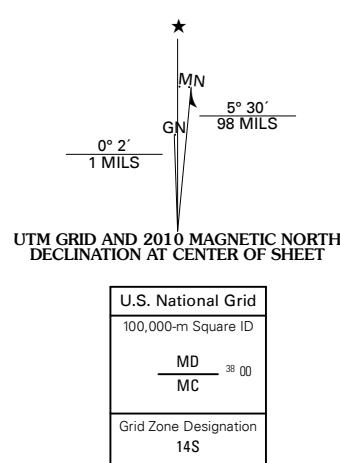 ★
MN
GN
5° 30´
98 MILS
0° 2´
1 MILS
UTM GRID AND 2010 MAGNETIC NORTH
DECLINATION AT CENTER OF SHEET
U.S. National Grid
100,000-m Square ID
MD
38 00
MC
Grid Zone Designation
14S